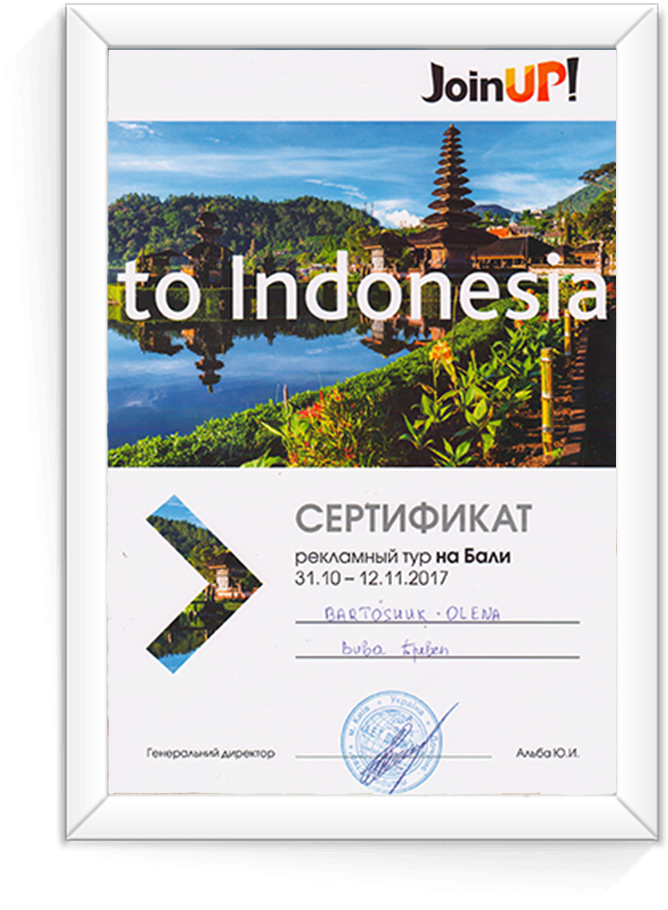 JoinUP!
to Indonesia
СЕРТИФИКАТ
рекламный тур на Бали
31.10 – 12.11.2017
BARTOSHUK · OLENA
Вива Тревел
м. Київ * Україна
Генеральний директор Альба Ю.И.